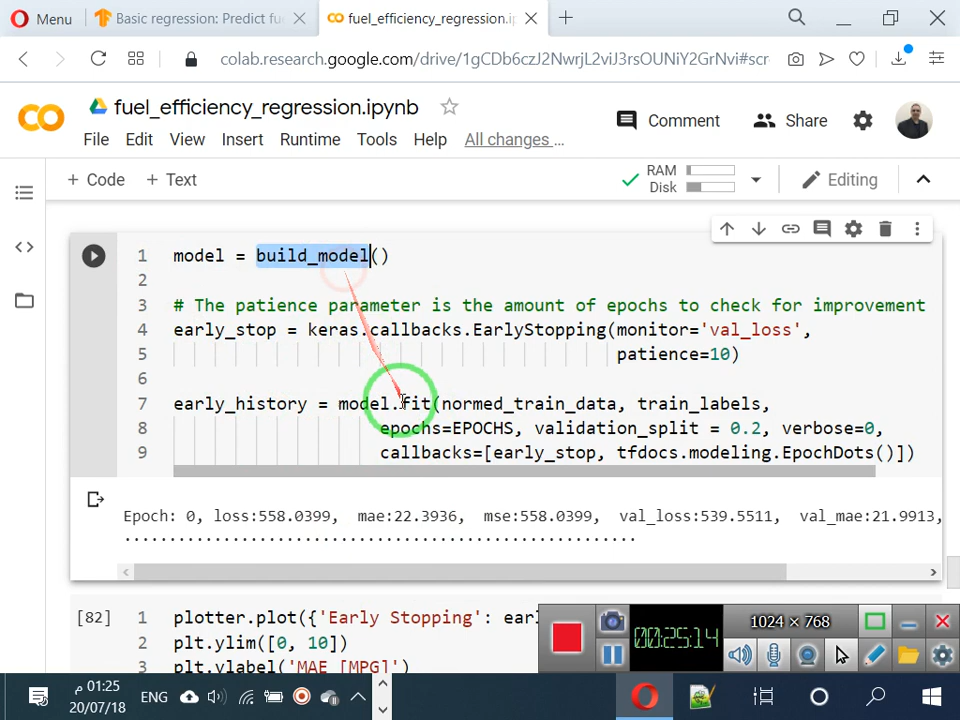 Menu
Basic regression: Predict fuel
fuel_efficiency_regression.ip
colab.research.google.com/drive/1gCDb6czJ2NwrjL2viJ3rsOUNiY2GrNvi#scr
fuel_efficiency_regression.ipynb
Comment
Share
File Edit View Insert Runtime Tools Help All changes ...
+ Code + Text
RAM
Disk
Editing
1 model = build_model()
2
3 # The patience parameter is the amount of epochs to check for improvement
4 early_stop = keras.callbacks.EarlyStopping(monitor='val_loss',
5 patience=10)
6
7 early_history = model.fit(normed_train_data, train_labels,
8 epochs=EPOCHS, validation_split = 0.2, verbose=0,
9 callbacks=[early_stop, tfdocs.modeling.EpochDots()])
Epoch: 0, loss:558.0399, mae:22.3936, mse:558.0399, val_loss:539.5511, val_mae:21.9913,
.........................................................
[82] 1 plotter.plot({'Early Stopping': earl
2 plt.ylim([0, 10])
3 plt.ylabel('MAE [MPG]')
00:25:14
1024 × 768
01:25 م
20/07/18
ENG